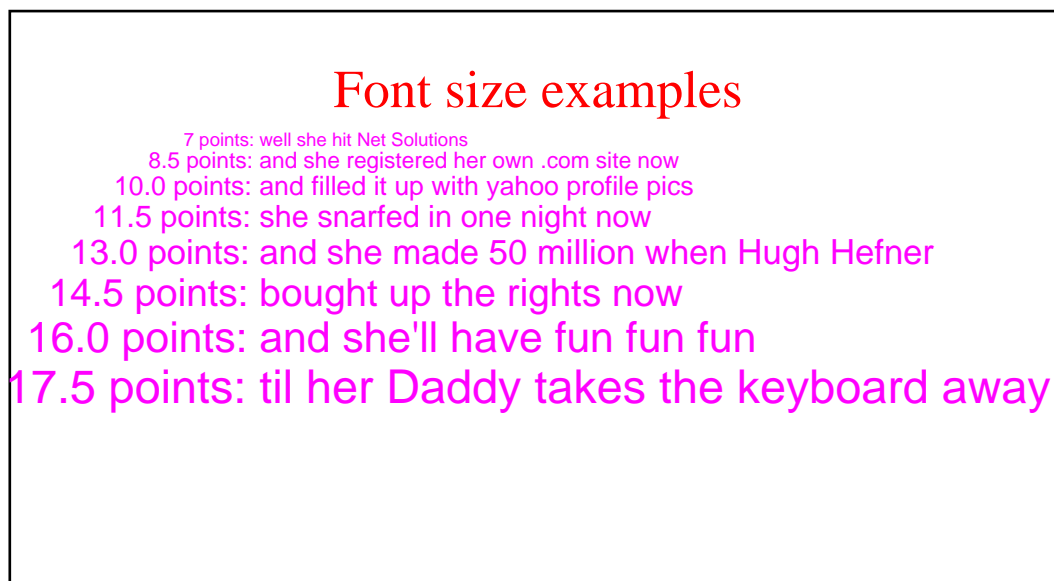 Font size examples
7 points: well she hit Net Solutions
8.5 points: and she registered her own .com site now
10.0 points: and filled it up with yahoo profile pics
11.5 points: she snarfed in one night now
13.0 points: and she made 50 million when Hugh Hefner
14.5 points: bought up the rights now
16.0 points: and she'll have fun fun fun
17.5 points: til her Daddy takes the keyboard away